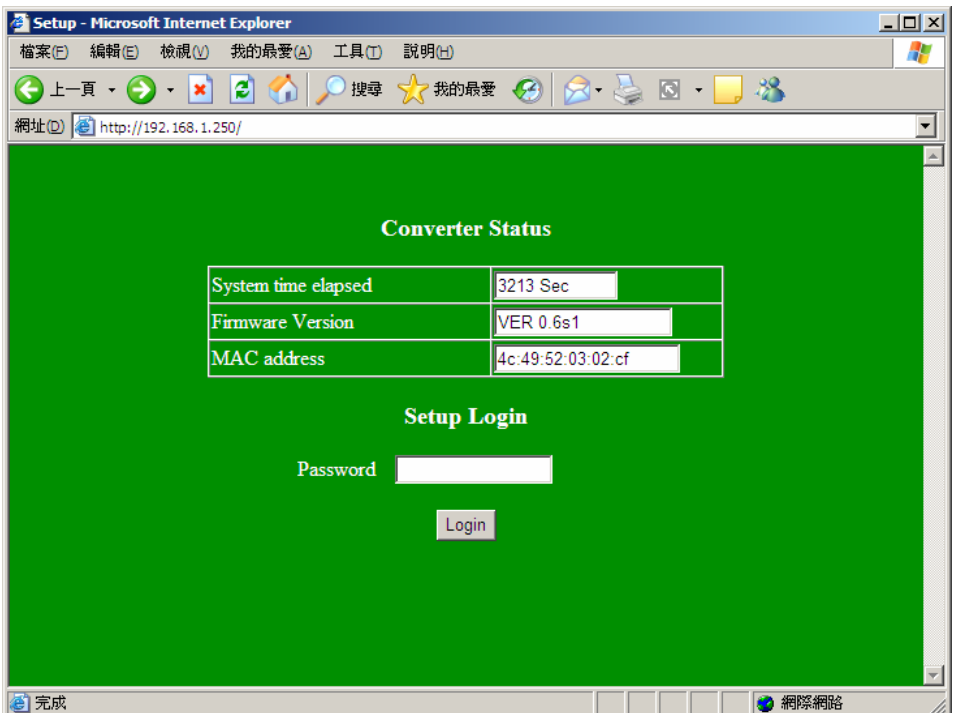 Setup - Microsoft Internet Explorer
檔案(F) 編輯(E) 檢視(V) 我的最愛(A) 工具(T) 說明(H)
上一頁 搜尋 我的最愛
網址(D) http://192.168.1.250/
Converter Status
System time elapsed 3213 Sec
Firmware Version VER 0.6s1
MAC address 4c:49:52:03:02:cf
Setup Login
Password
Login
完成 網際網路